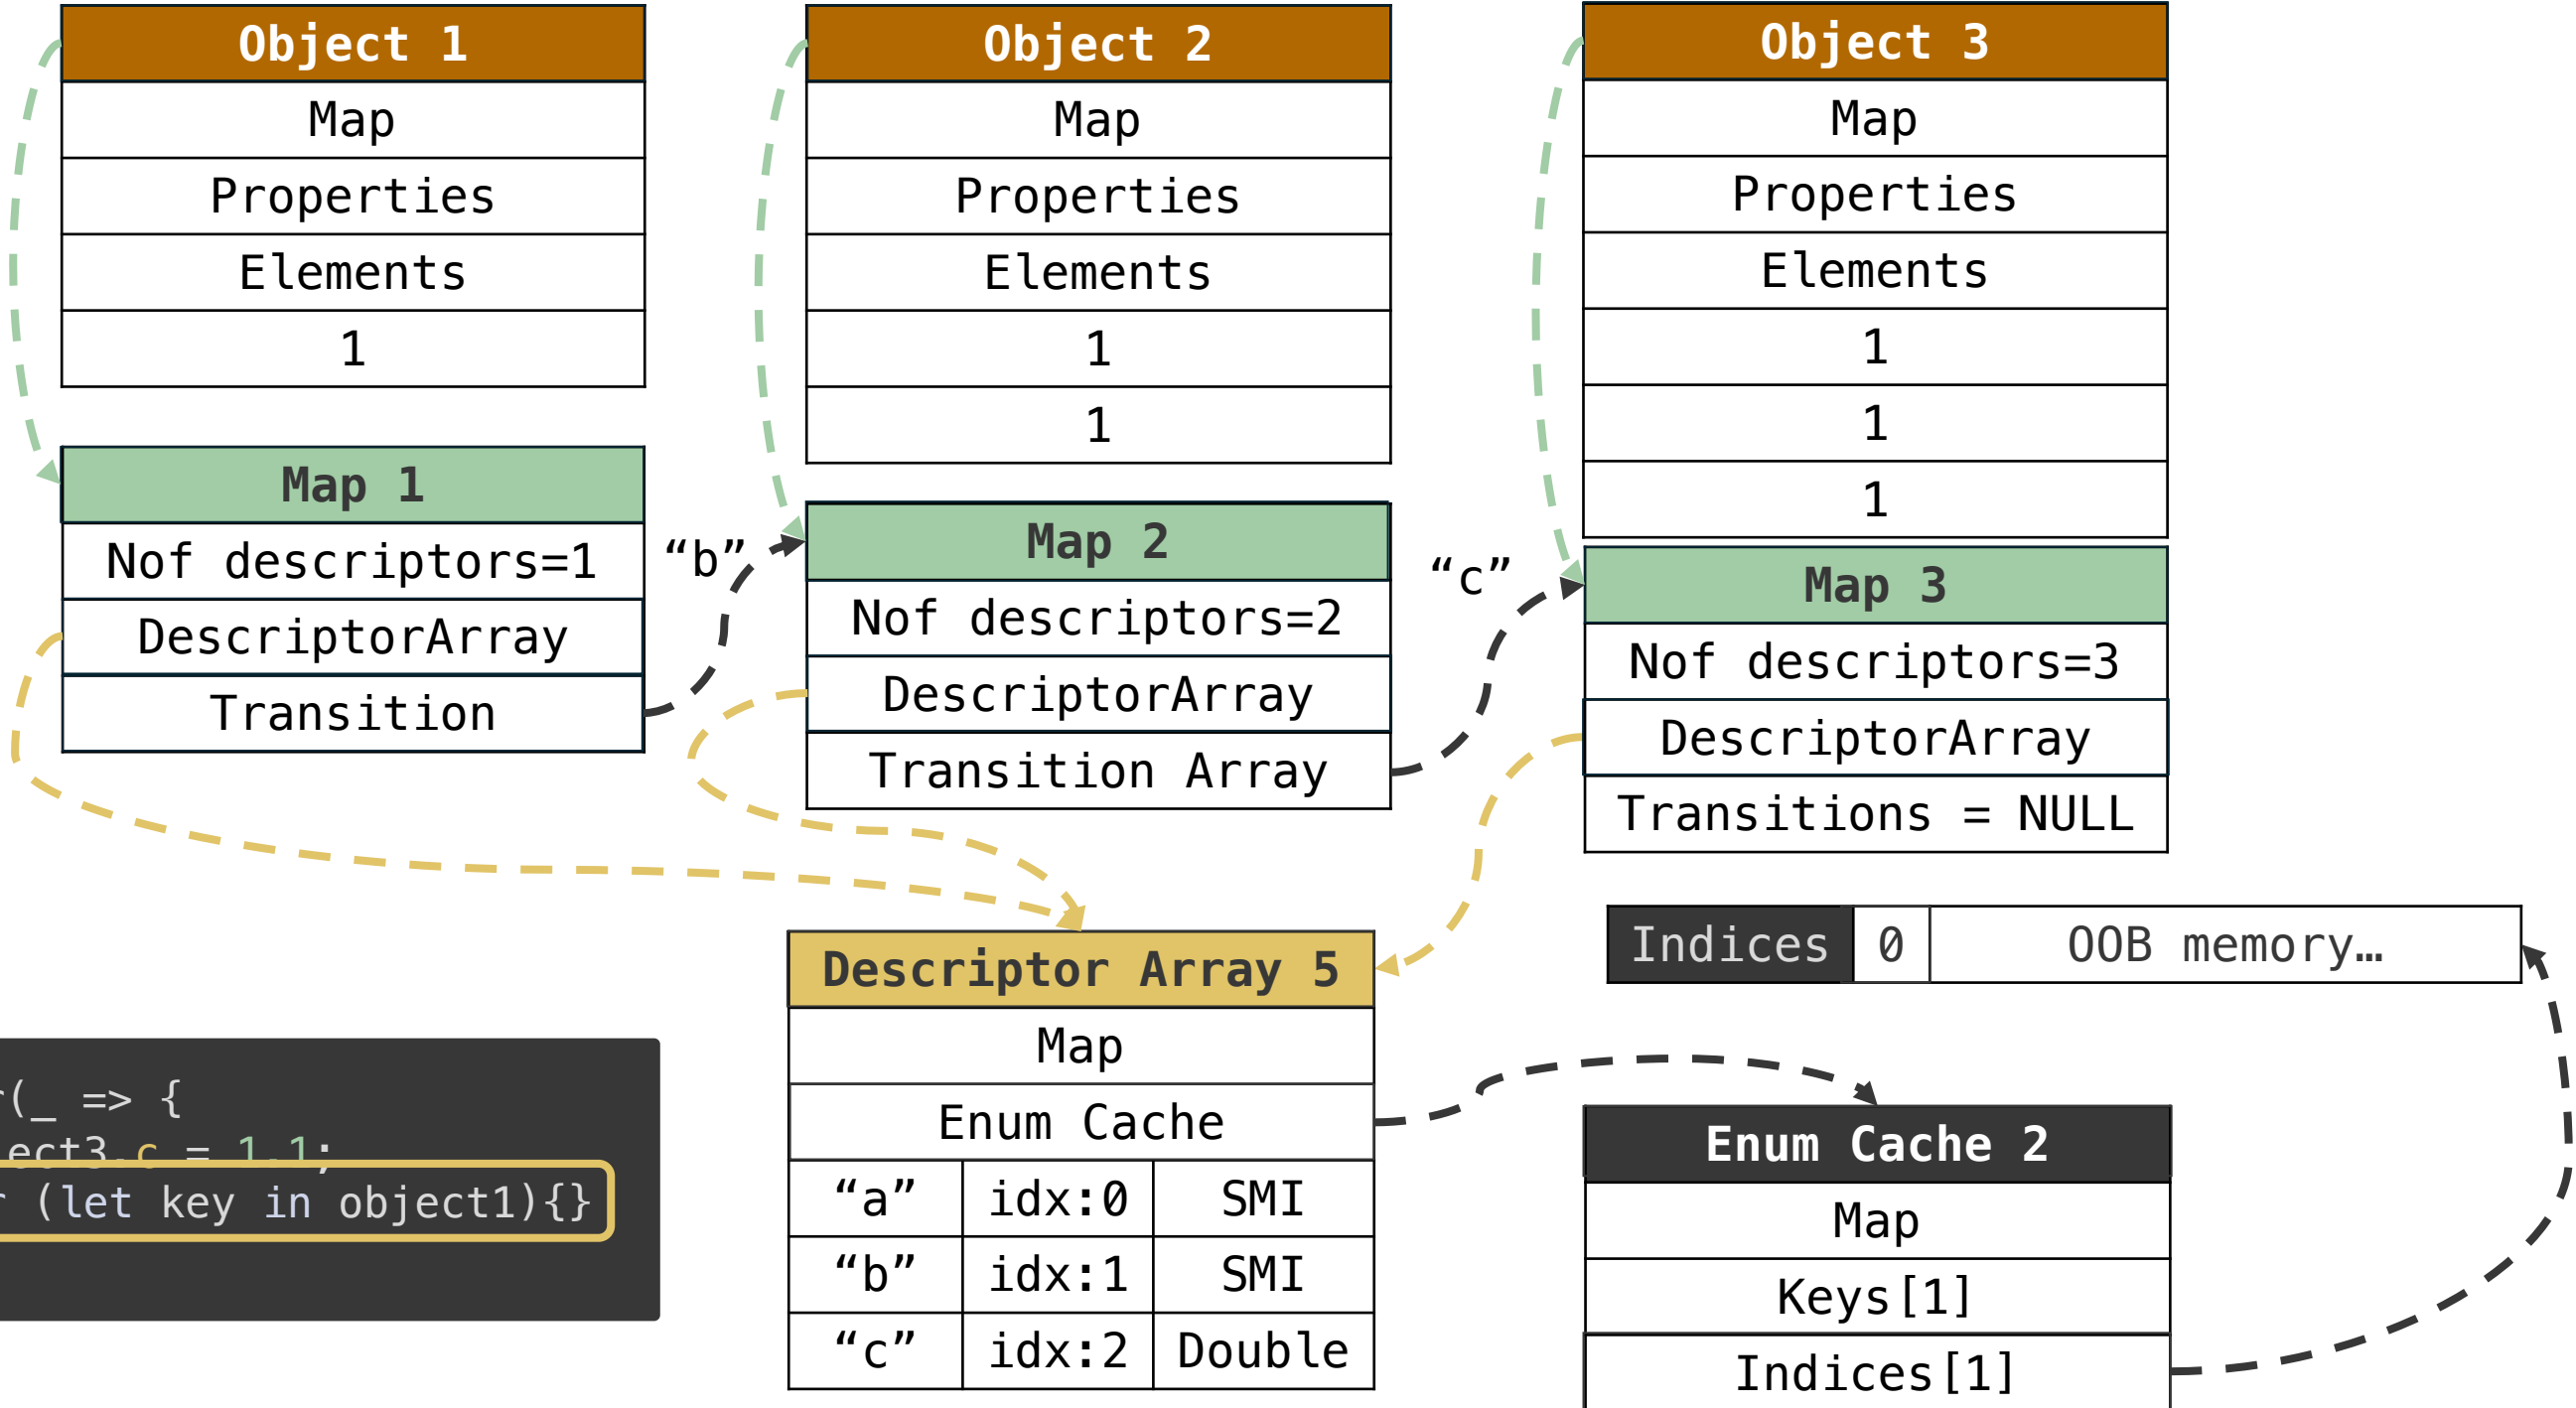 Object 1
Map
Properties
Elements
1
Object 2
Map
Properties
Elements
1
1
Object 3
Map
Properties
Elements
1
1
1
Map 1
Nof descriptors=1
DescriptorArray
Transition
“b”
Map 2
Nof descriptors=2
DescriptorArray
Transition Array
“c”
Map 3
Nof descriptors=3
DescriptorArray
Transitions = NULL
Indices 0 OOB memory…
Descriptor Array 5
Map
Enum Cache
“a” idx:0 SMI
“b” idx:1 SMI
“c” idx:2 Double
(_ => {
ect3.c = 1.1;
(let key in object1){}
Enum Cache 2
Map
Keys[1]
Indices[1]